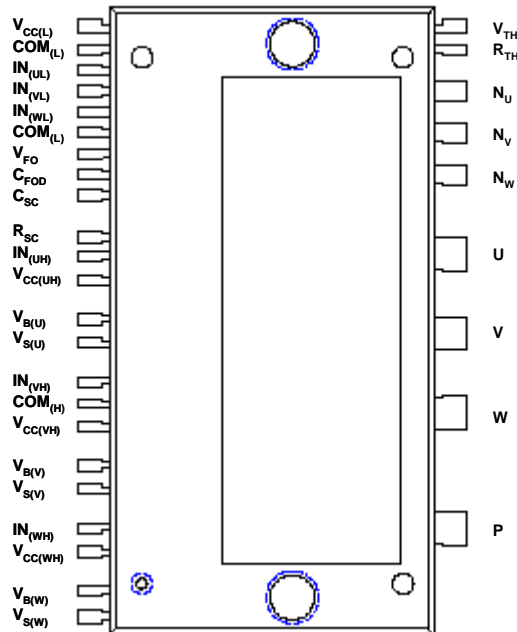 VCC(L)
COM(L)
IN(UL)
IN(VL)
IN(WL)
COM(L)
VFO
CFOD
CSC
RSC
IN(UH)
VCC(UH)
VB(U)
VS(U)
IN(VH)
COM(H)
VCC(VH)
VB(V)
VS(V)
IN(WH)
VCC(WH)
VB(W)
VS(W)
VTH
RTH
NU
NV
NW
U
V
W
P